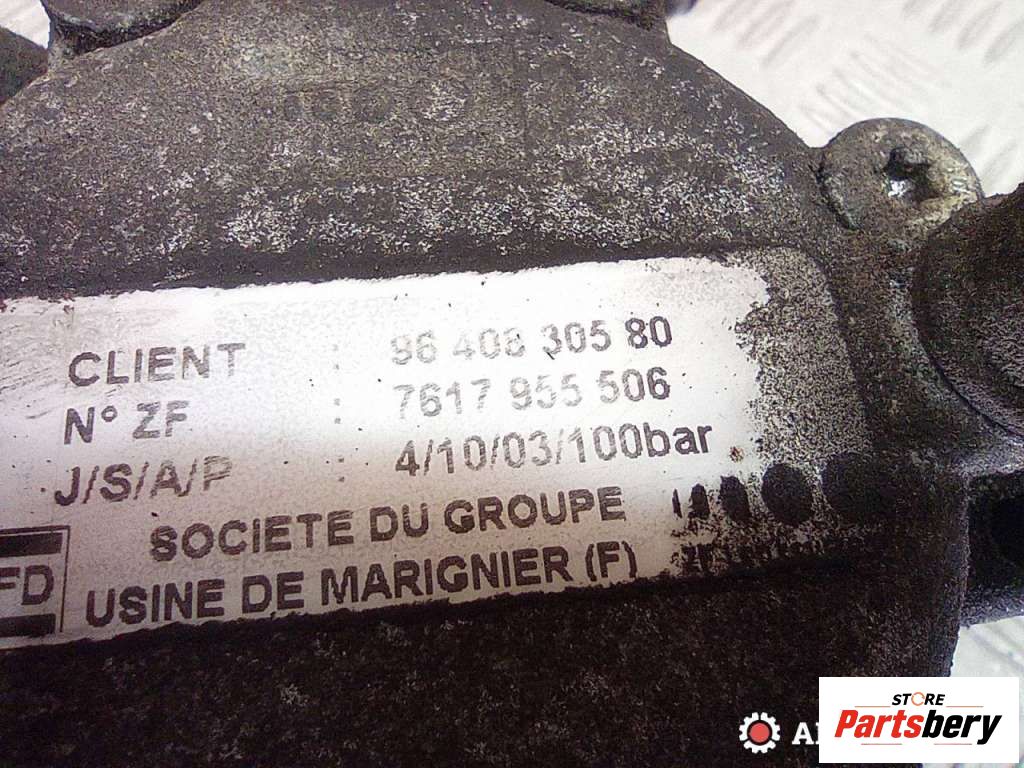 CLIENT : 96 408 305 80
N° ZF : 7617 955 506
J/S/A/P : 4/10/03/100bar
SOCIETE DU GROUPE
FD
USINE DE MARIGNIER (F)
STORE
Partsbery